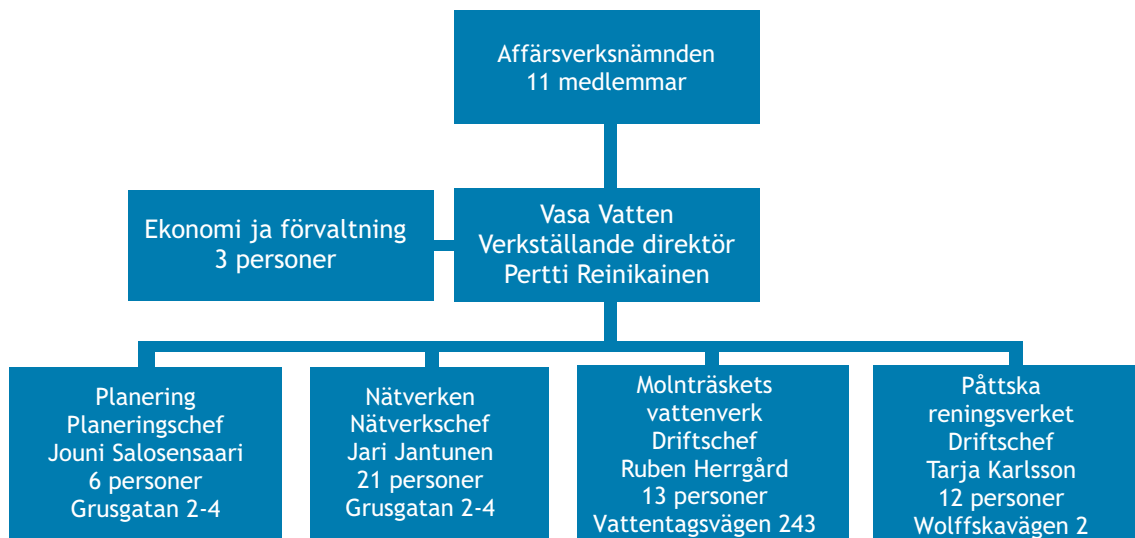 Affärsverksnämnden
11 medlemmar
Ekonomi ja förvaltning
3 personer
Vasa Vatten
Verkställande direktör
Pertti Reinikainen
Planering
Planeringschef
Jouni Salosensaari
6 personer
Grusgatan 2-4
Nätverken
Nätverkschef
Jari Jantunen
21 personer
Grusgatan 2-4
Molnträskets
vattenverk
Driftschef
Ruben Herrgård
13 personer
Vattentagsvägen 243
Påttska
reningsverket
Driftschef
Tarja Karlsson
12 personer
Wolffskavägen 2